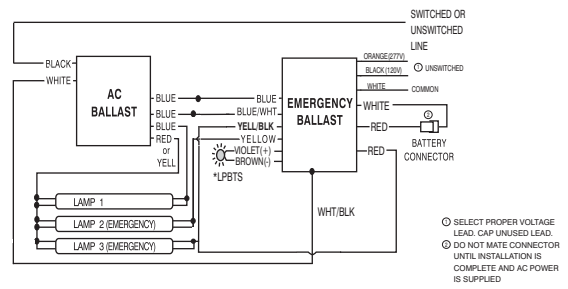 SWITCHED OR
UNSWITCHED
LINE
ORANGE(277V)
BLACK
① UNSWITCHED
BLACK (120V)
WHITE
AC
BALLAST
WHITE
COMMON
BLUE
BLUE
EMERGENCY
BALLAST
WHITE
②
BLUE
BLUE/WHT
BLUE
YELL/BLK
RED
RED
or
YELL
YELLOW
BATTERY
CONNECTOR
VIOLET(+)
RED
BROWN(-)
*LPBTS
LAMP 1
LAMP 2 (EMERGENCY)
WHT/BLK
LAMP 3 (EMERGENCY)
① SELECT PROPER VOLTAGE
LEAD. CAP UNUSED LEAD.
② DO NOT MATE CONNECTOR
UNTIL INSTALLATION IS
COMPLETE AND AC POWER
IS SUPPLIED